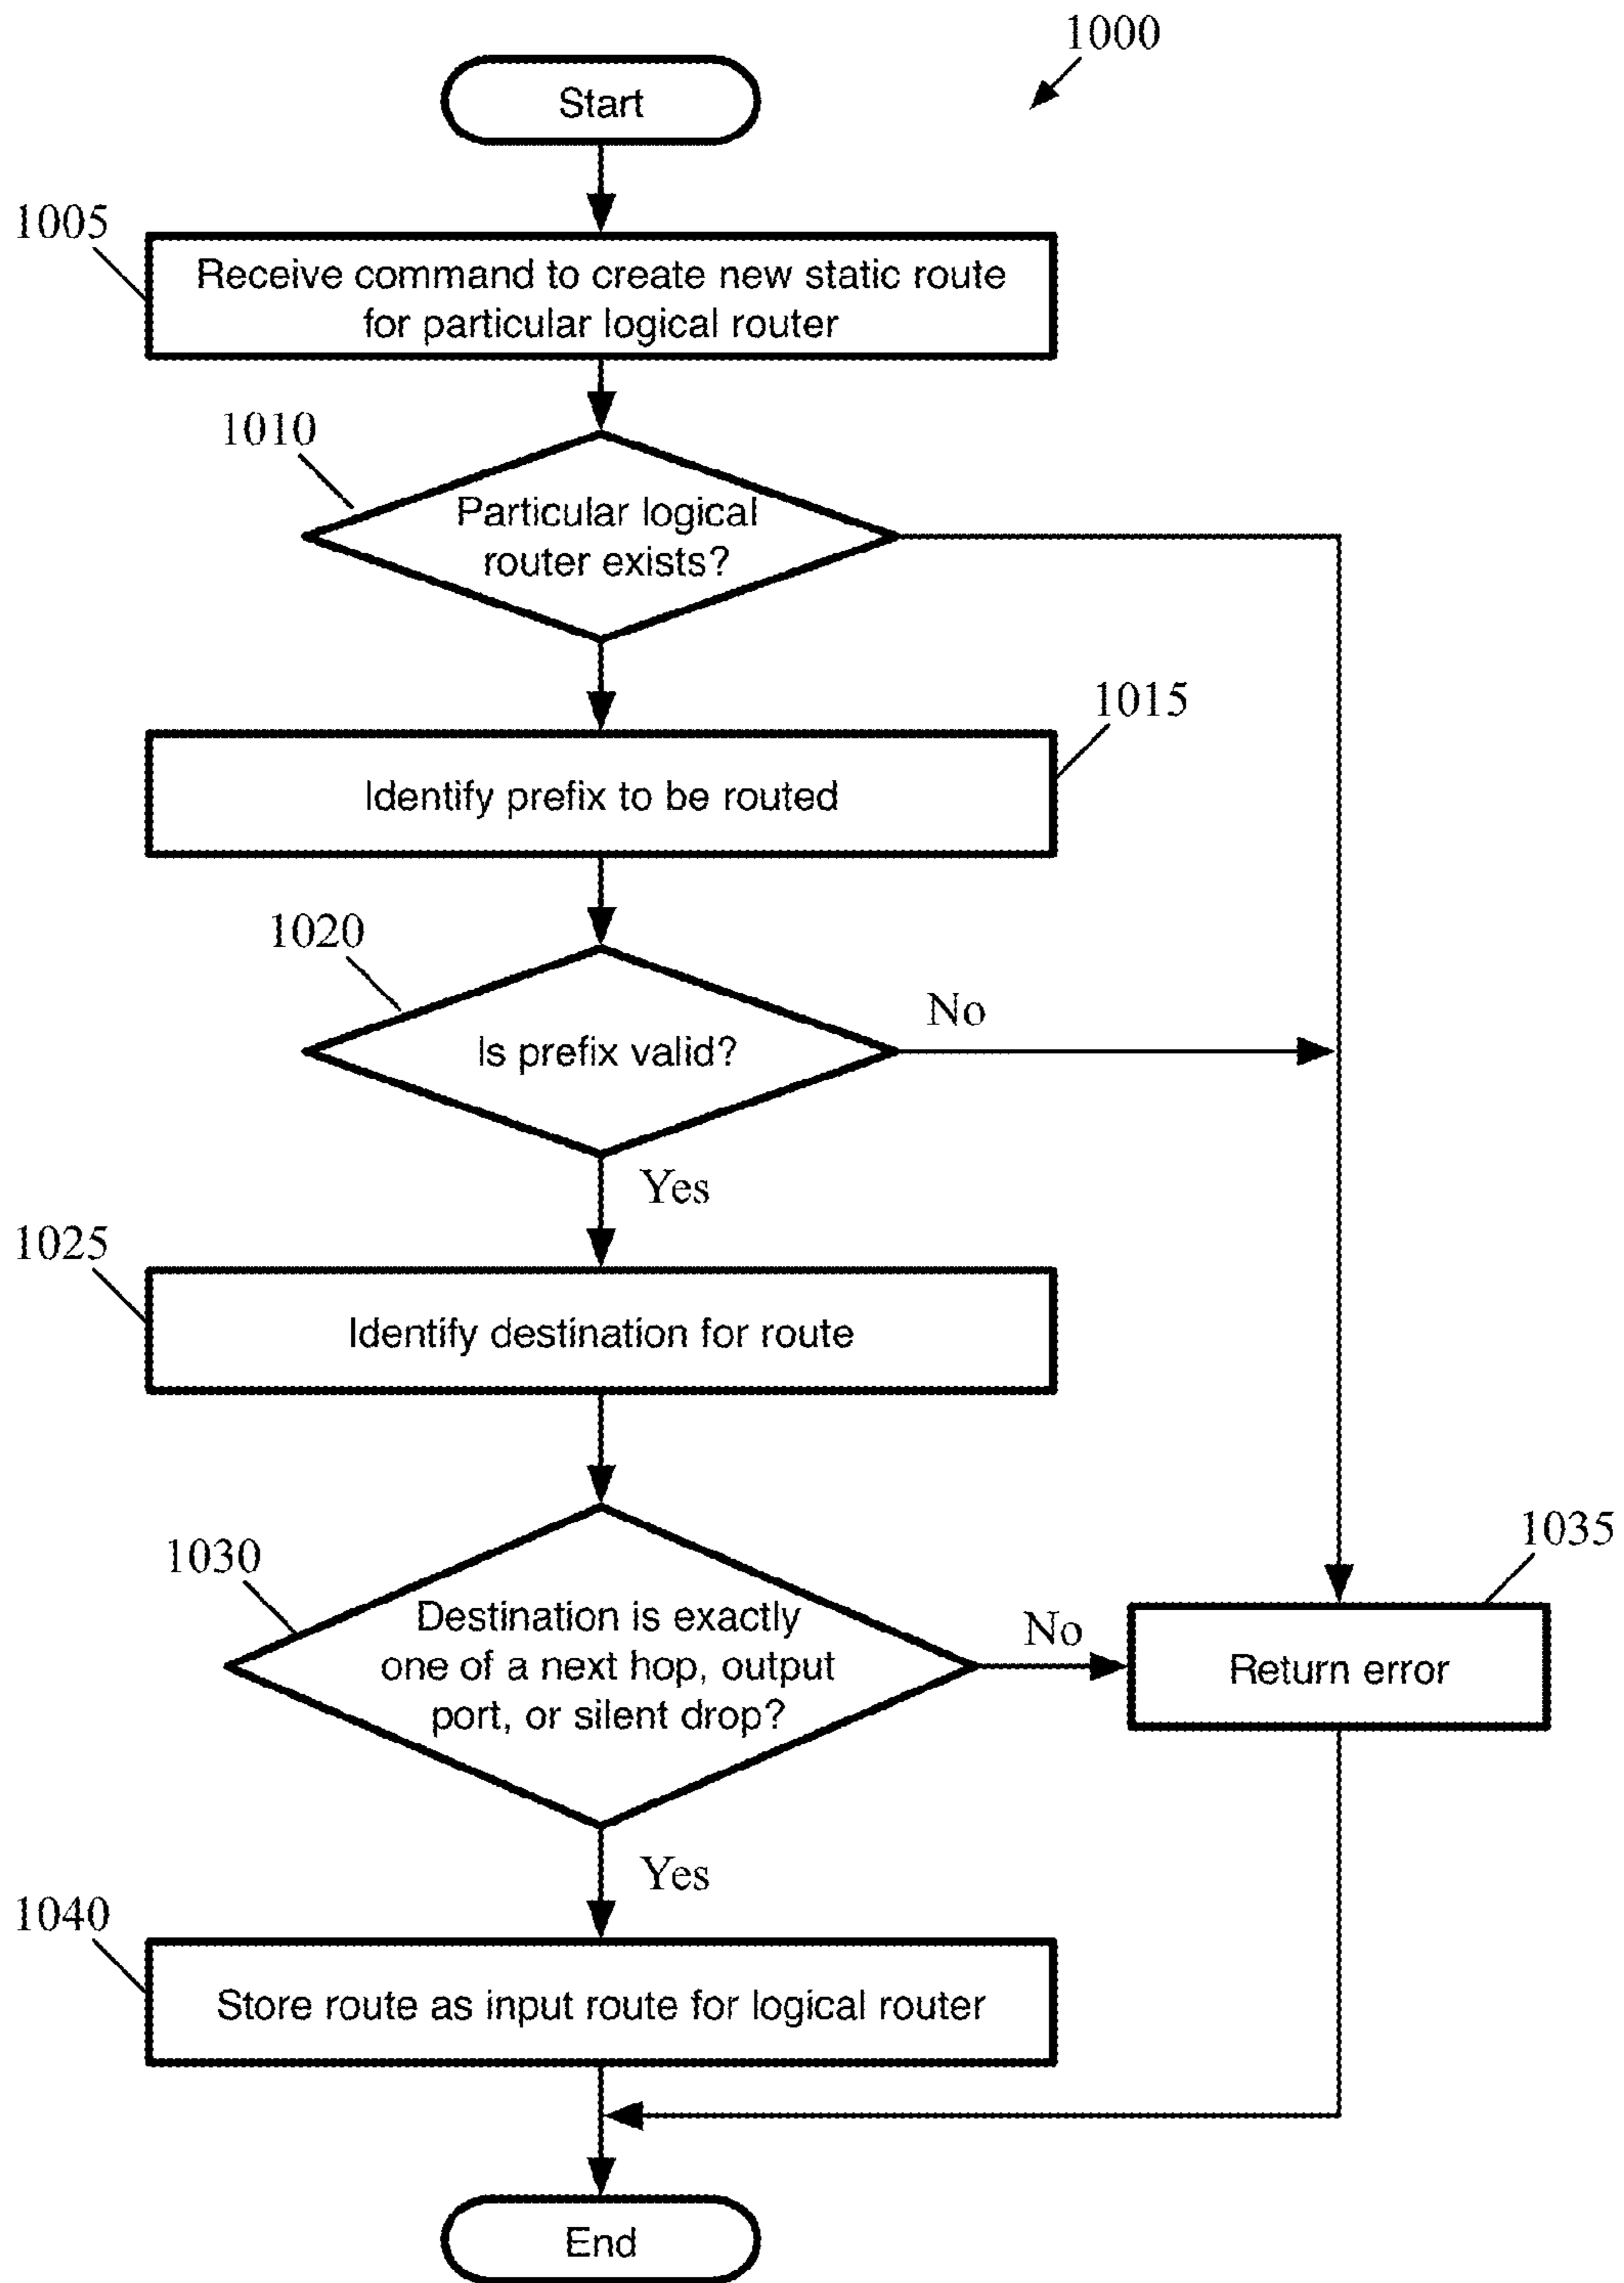 1000
Start
1005
Receive command to create new static route
for particular logical router
1010
Particular logical
router exists?
1015
Identify prefix to be routed
1020
Is prefix valid?
No
Yes
1025
Identify destination for route
1030
Destination is exactly
one of a next hop, output
port, or silent drop?
No
1035
Return error
Yes
1040
Store route as input route for logical router
End